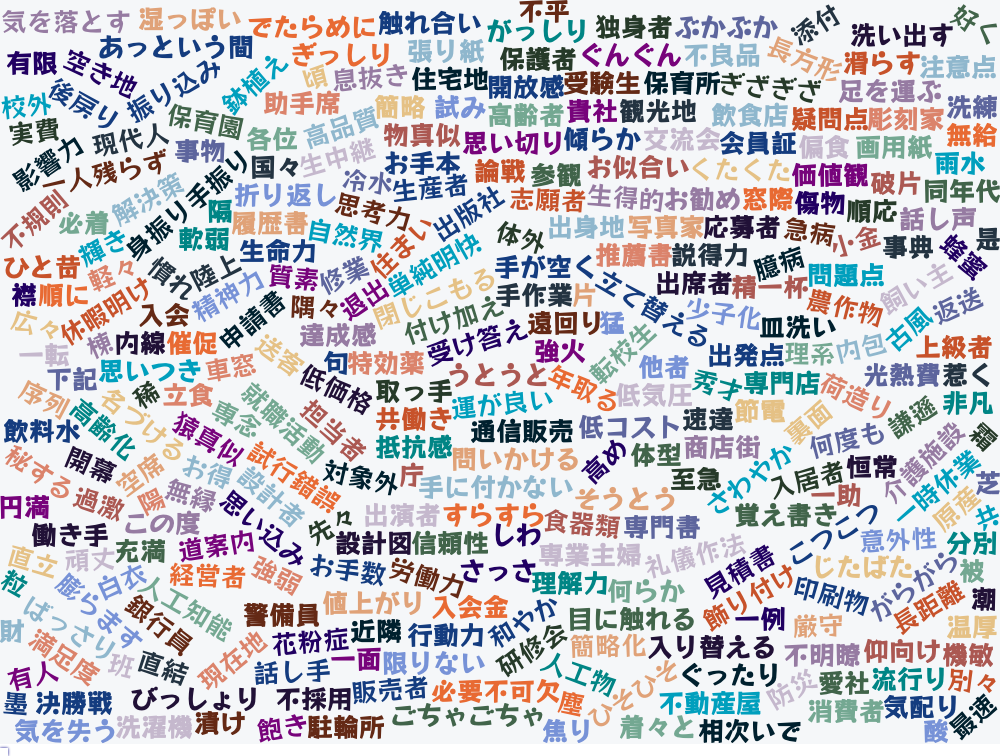 気を落とす
湿っぽい
でたらめに
触れ合い
不平
がっしり
独身者
ぶかぶか
添付
洗い出す
好く
有限
空き地
あっという間
ぎっしり
張り紙
保護者
ぐんぐん
不良品
長方形
滑らす
注意点
校外
後戻り
振り込み
鉢植え
頃
息抜き
住宅地
開放感
受験生
保育所
ぎざぎざ
足を運ぶ
洗練
実費
助手席
簡略
試み
高齢者
貴社
観光地
飲食店
疑問点
彫刻家
無給
影響力
現代人
保育園
各位
高品質
物真似
思い切り
傾らか
交流会
会員証
偏食
画用紙
雨水
一人残らず
事物
手振り
国々
生中継
お手本
論戦
参観
お似合い
くたくた
価値観
破片
同年代
不規則
必着
解決策
身振り
隔
折り返し
冷水
生産者
志願者
生得的
お勧め
窓際
傷物
順応
話し声
輝き
軟弱
履歴書
自然界
思考力
住まい
出版社
体外
出身地
写真家
応募者
急病
小金
事典
蜂蜜
是
ひと昔
軽々
慣れ
陸上
生命力
質素
修業
単純明快
手が空く
推薦書
説得力
臆病
問題点
飼い主
襟
順に
休暇明け
精神力
隅々
退出
閉じこもる
手作業
片
立て替える
出席者
精一杯
農作物
返送
広々
入会
申請書
達成感
付け加え
遠回り
猛
少子化
皿洗い
古風
一転
内線
催促
送客
句
特効薬
受け答え
強火
転校生
他者
出発点
理系
内包
上級者
下記
思いつき
車窓
低価格
取っ手
うとうと
年取る
低気圧
秀才
専門店
荷造り
光熱費
惹く
序列
高齢化
名づける
稀
立食
専念
就職活動
担当者
共働き
運が良い
速達
節電
裏面
謙遜
非凡
飲料水
猿真似
試行錯誤
抵抗感
通信販売
低コスト
体型
商店街
何度も
介護施設
霜
秘する
開幕
空席
お得
設計者
対象外
庁
問いかける
高め
至急
さわやか
入居者
恒常
一時休業
芝
円満
過激
陽
無縁
思い込み
先々
手に付かない
そうとう
一助
原産
共
働き手
この度
出演者
すらすら
食器類
専門書
覚え書き
こつこつ
意外性
分別
直立
頑丈
充満
道案内
設計図
信頼性
しわ
専業主婦
礼儀作法
見積書
じたばた
被
粒
膨らます
白衣
人工知能
経営者
強弱
お手数
労働力
さっさ
理解力
何らか
飾り付け
印刷物
がらがら
長距離
潮
財
ばっさり
銀行員
警備員
値上がり
入会金
和やか
目に触れる
一例
厳守
温厚
満足度
班
直結
現在地
花粉症
近隣
行動力
研修会
簡略化
入り替える
不明瞭
仰向け
機敏
有人
話し手
一面
限りない
人工物
ひそひそ
ぐったり
防災
愛社
流行り
別々
墨
決勝戦
びっしょり
不採用
販売者
必要不可欠
塵
不動産屋
消費者
気配り
最速
気を失う
洗濯機
漬け
飽き
駐輪所
ごちゃごちゃ
焦り
着々と
相次いで
酸